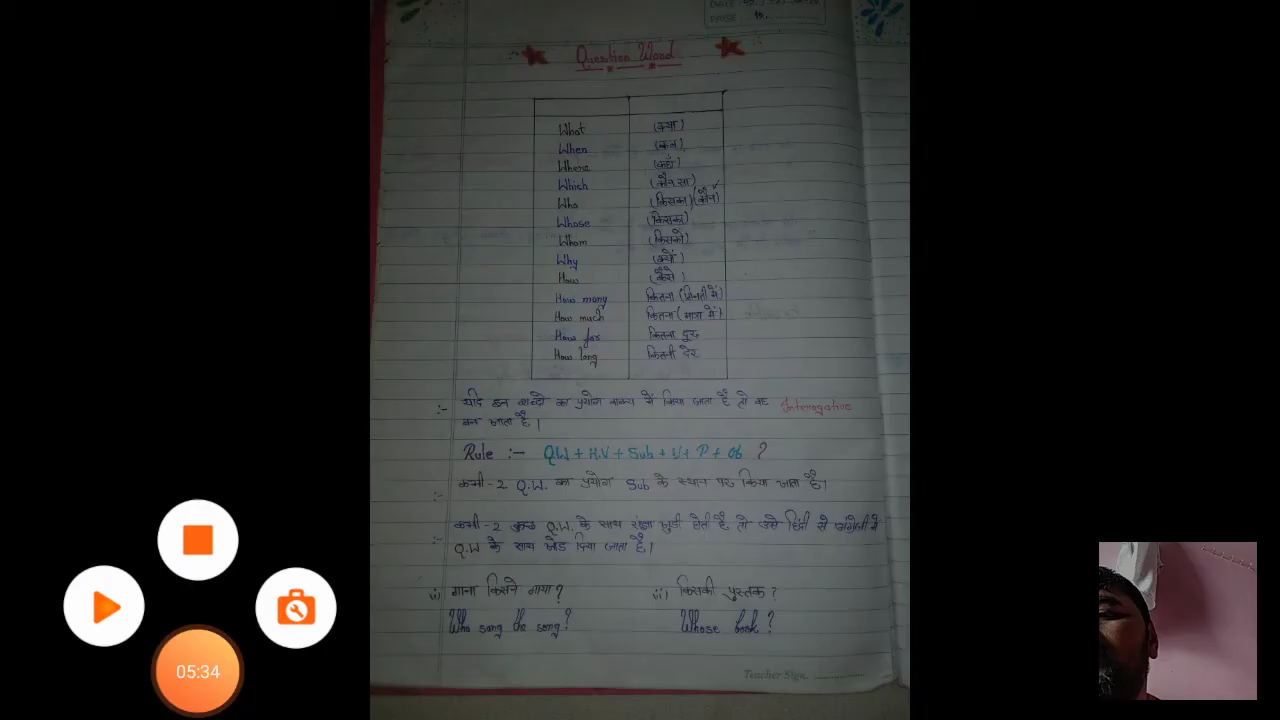 Question Word
What (क्या)
When (कब)
Where (कहाँ)
Which (कौन सा)
Who (किसका) (कौन)
Whose (किसका)
Whom (किसको)
Why (क्यों)
How (कैसे)
How many कितना (गिनती में)
How much कितना (मात्रा में)
How far कितना दूर
How long कितनी देर
:- यदि इन शब्दो का प्रयोग वाक्य में किया जाता है तो वह Interrogative
बन जाता है।
Rule :- Q.W + H.V + Sub + V + P + Ob ?
:- कभी-2 Q.W. का प्रयोग Sub के स्थान पर किया जाता है।
कभी-2 कुछ Q.W. के साथ संज्ञा जुडी होती है तो उसे हिंदी से अंग्रेजी मे
:- Q.W के साथ जोड दिया जाता है।
i) गाना किसने गाया? ii) किसकी पुस्तक?
Who sang the song? Whose book?
Teacher Sign.
05:34